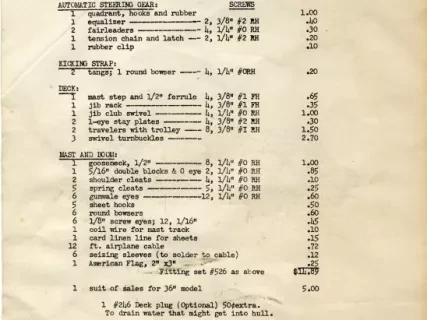 AUTOMATIC STEERING GEAR: SCREWS
1 quadrant, hooks and rubber 1.00
1 equalizer ---------- 2, 3/8" #2 RH .40
2 fairleaders ---------- 4, 1/4" #0 RH .30
1 tension chain and latch -- 2, 1/4" #2 RH .20
1 rubber clip .10
KICKING STRAP:
2 tangs; 1 round bowser ---- 4, 1/4" #0RH .20
DECK:
1 mast step and 1/2" ferrule 4, 3/8" #1 FH .65
1 jib rack ---------- 4, 3/8" #1 FH .35
1 jib club swivel ---------- 4, 1/4" #0 RH 1.00
2 1-eye stay plates ---------- 4, 3/8" #2 RH .30
2 travelers with trolley ---- 8, 3/8" #1 RH 1.50
3 swivel turnbuckles ---------- 2.70
MAST AND BOOM:
1 gooseneck, 1/2" ---------- 8, 1/4" #0 RH 1.00
1 5/16" double blocks & 0 eye 2, 1/4" #0 RH .85
2 shoulder cleats ---------- 4, 1/4" #0 RH .10
5 spring cleats ---------- 5, 1/4" #0 RH .25
6 gunwale eyes ----------12, 1/4" #0 RH .60
5 sheet hooks .50
6 round bowsers .60
6 1/8" screw eyes; 12, 1/16" .45
1 coil wire for mast track .10
1 card linen line for sheets .15
12 ft. airplane cable .72
6 seizing sleeves (to solder to cable) .12
1 American Flag, 2" x3" .25
Fitting set #526 as above $14.89
1 suit of sales for 36" model 5.00
1 #246 Deck plug (Optional) 50¢extra.
To drain water that might get into hull.